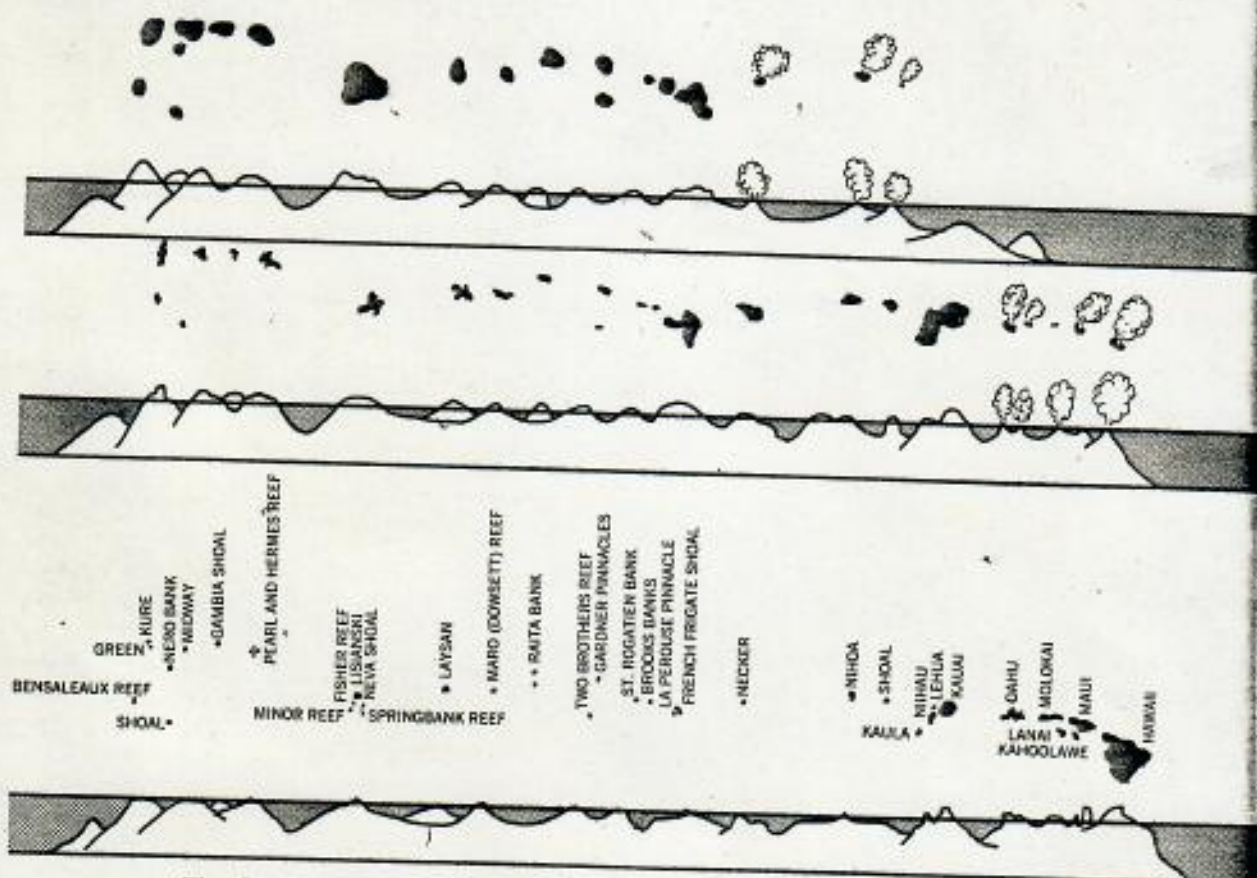 GREEN
KURE
NERO BANK
MIDWAY
GAMBIA SHOAL
PEARL AND HERMES REEF
BENSALEAUX REEF
SHOAL
FISHER REEF
LISIANSKI
NEVA SHOAL
MINOR REEF
SPRINGBANK REEF
LAYSAN
MARO (DOWSETT) REEF
RAITA BANK
TWO BROTHERS REEF
GARDNER PINNACLES
ST. ROGATIEN BANK
BROOKS BANKS
LA PEROUSE PINNACLE
FRENCH FRIGATE SHOAL
NECKER
NIHOA
SHOAL
NIIHAU
LEHUA
KAUAI
KAULA
OAHU
MOLOKAI
MAUI
LANAI
KAHOOLAWE
HAWAII